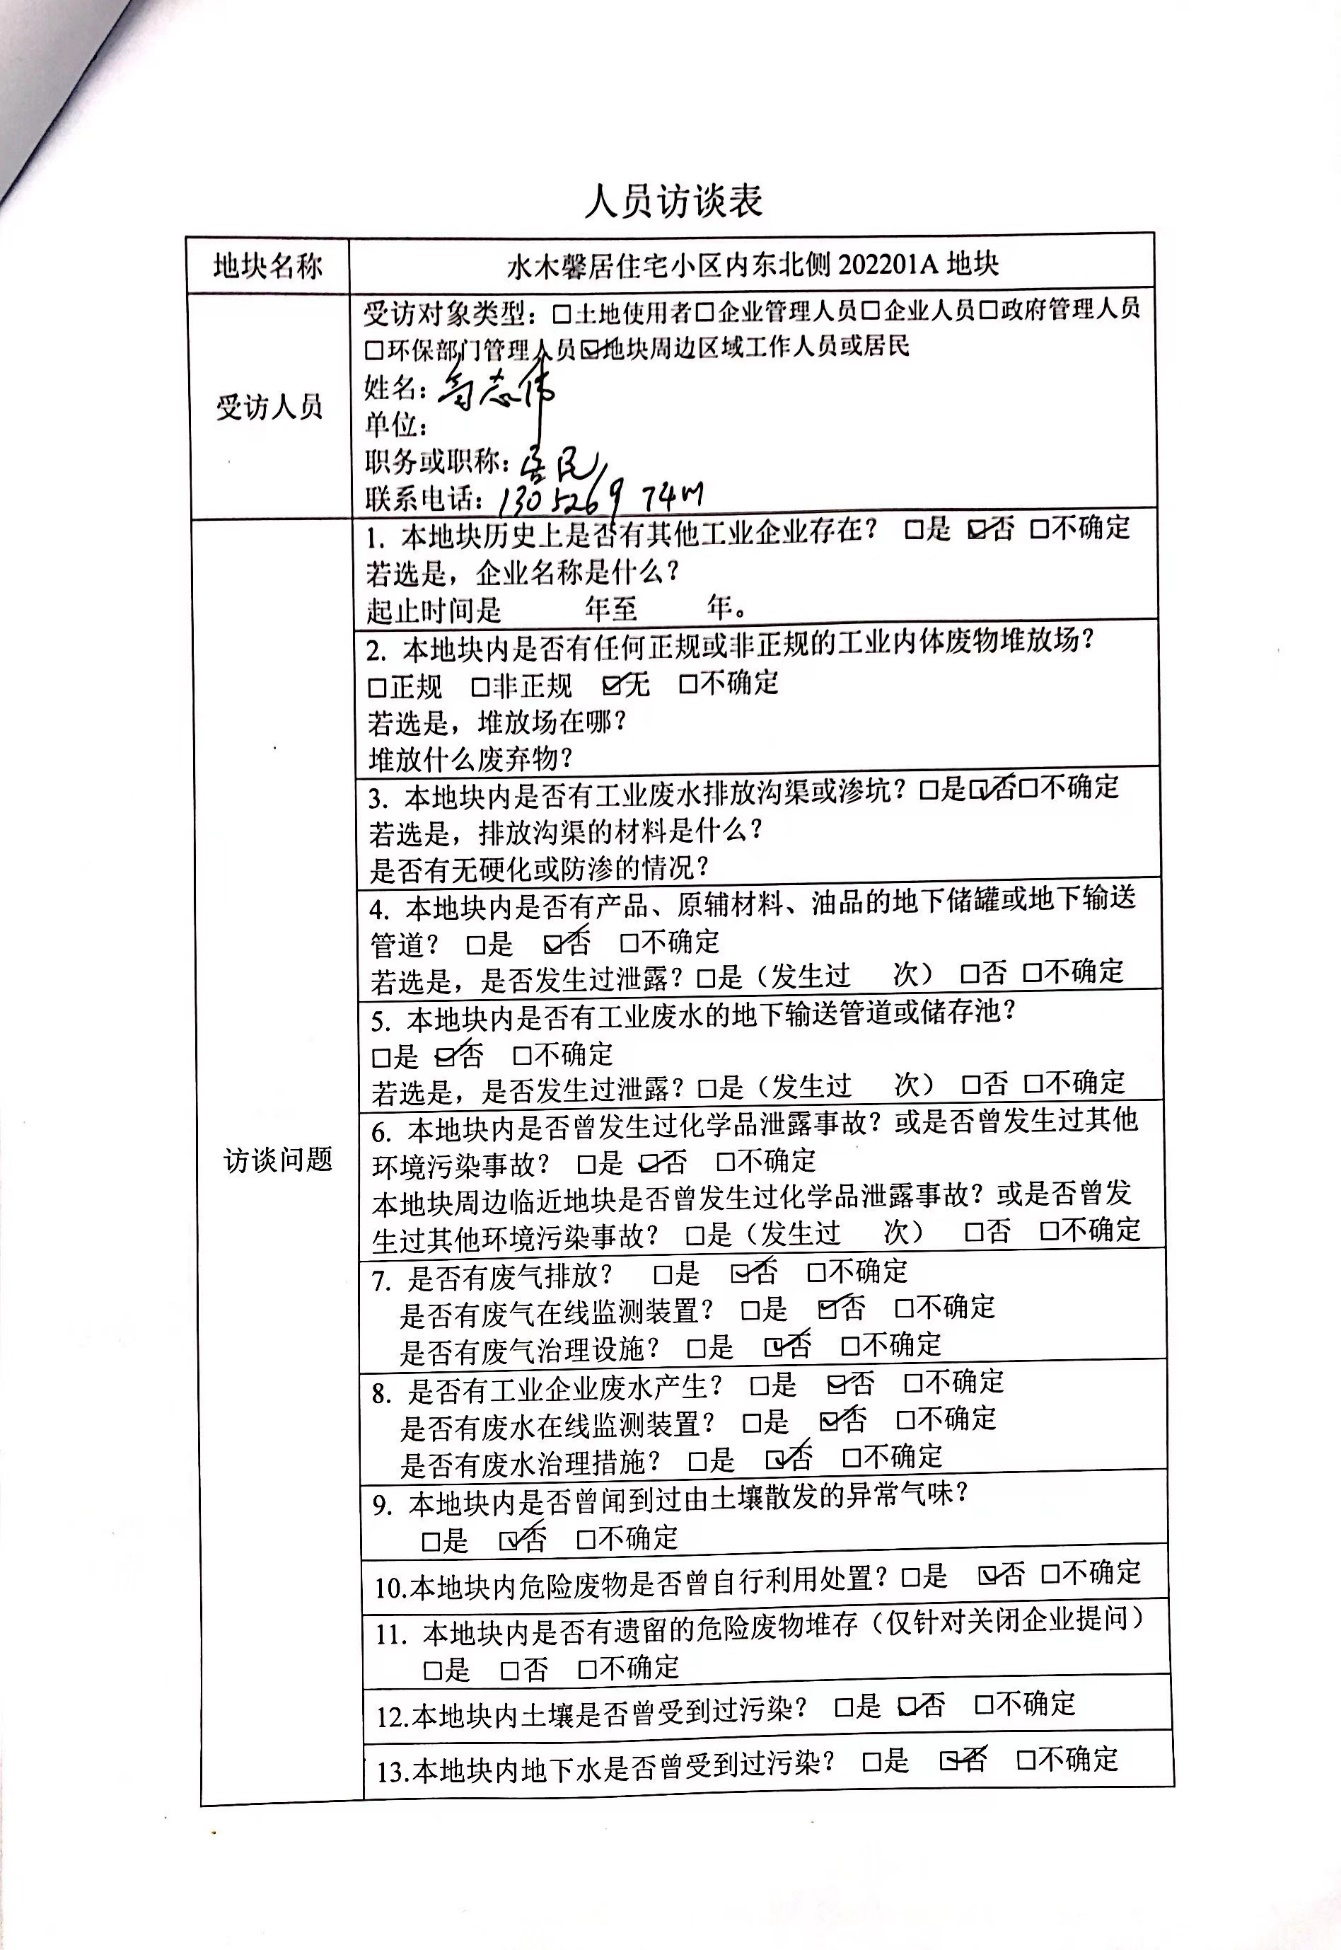 人员访谈表
地块名称
水木馨居住宅小区内东北侧 202201A 地块
受访人员
受访对象类型：□土地使用者□企业管理人员□企业人员□政府管理人员
□环保部门管理人员☑地块周边区域工作人员或居民
姓名：志伟
单位：
职务或职称：居民
联系电话：
访谈问题
1. 本地块历史上是否有其他工业企业存在？ □是 ☑否 □不确定
若选是，企业名称是什么？
起止时间是 年至 年。
2. 本地块内是否有任何正规或非正规的工业内体废物堆放场？
□正规 □非正规 ☑无 □不确定
若选是，堆放场在哪？
堆放什么废弃物？
3. 本地块内是否有工业废水排放沟渠或渗坑？□是☑否□不确定
若选是，排放沟渠的材料是什么？
是否有无硬化或防渗的情况？
4. 本地块内是否有产品、原辅材料、油品的地下储罐或地下输送
管道？ □是 ☑否 □不确定
若选是，是否发生过泄露？□是（发生过 次） □否 □不确定
5. 本地块内是否有工业废水的地下输送管道或储存池？
□是 ☑否 □不确定
若选是，是否发生过泄露？□是（发生过 次） □否 □不确定
6. 本地块内是否曾发生过化学品泄露事故？或是否曾发生过其他
环境污染事故？ □是 ☑否 □不确定
本地块周边临近地块是否曾发生过化学品泄露事故？或是否曾发
生过其他环境污染事故？ □是（发生过 次） □否 □不确定
7. 是否有废气排放？ □是 ☑否 □不确定
是否有废气在线监测装置？ □是 ☑否 □不确定
是否有废气治理设施？ □是 ☑否 □不确定
8. 是否有工业企业废水产生？ □是 ☑否 □不确定
是否有废水在线监测装置？ □是 ☑否 □不确定
是否有废水治理措施？ □是 ☑否 □不确定
9. 本地块内是否曾闻到过由土壤散发的异常气味？
□是 ☑否 □不确定
10.本地块内危险废物是否曾自行利用处置？□是 ☑否 □不确定
11. 本地块内是否有遗留的危险废物堆存（仅针对关闭企业提问）
□是 □否 □不确定
12.本地块内土壤是否曾受到过污染？ □是 ☑否 □不确定
13.本地块内地下水是否曾受到过污染？ □是 ☑否 □不确定